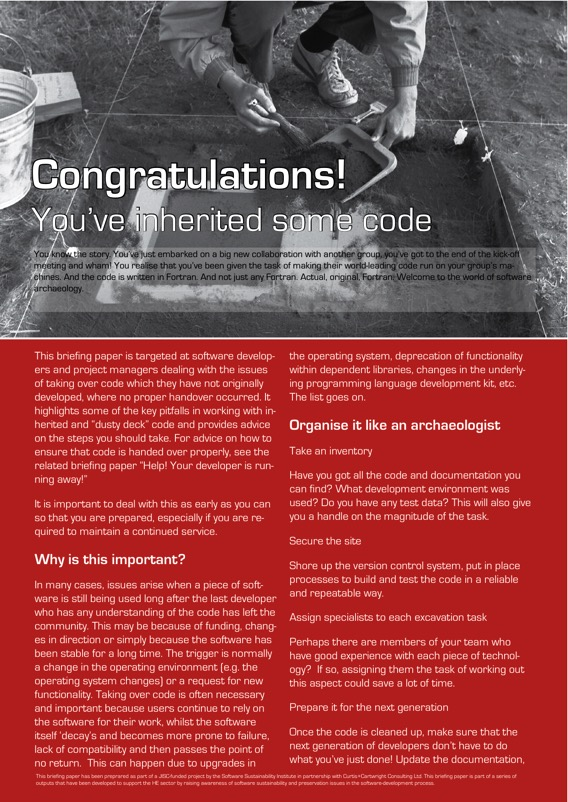 Congratulations!
You've inherited some code
You know the story. You've just embarked on a big new collaboration with another group, you've got to the end of the kick-off
meeting and wham! You realise that you've been given the task of making their world-leading code run on your group's ma-
chines. And the code is written in Fortran. And not just any Fortran. Actual, original, Fortran. Welcome to the world of software
archaeology.
This briefing paper is targeted at software develop-
ers and project managers dealing with the issues
of taking over code which they have not originally
developed, where no proper handover occurred. It
highlights some of the key pitfalls in working with in-
herited and "dusty deck" code and provides advice
on the steps you should take. For advice on how to
ensure that code is handed over properly, see the
related briefing paper "Help! Your developer is run-
ning away!"
It is important to deal with this as early as you can
so that you are prepared, especially if you are re-
quired to maintain a continued service.
Why is this important?
In many cases, issues arise when a piece of soft-
ware is still being used long after the last developer
who has any understanding of the code has left the
community. This may be because of funding, chang-
es in direction or simply because the software has
been stable for a long time. The trigger is normally
a change in the operating environment (e.g. the
operating system changes) or a request for new
functionality. Taking over code is often necessary
and important because users continue to rely on
the software for their work, whilst the software
itself 'decay's and becomes more prone to failure,
lack of compatibility and then passes the point of
no return. This can happen due to upgrades in
the operating system, deprecation of functionality
within dependent libraries, changes in the underly-
ing programming language development kit, etc.
The list goes on.
Organise it like an archaeologist
Take an inventory
Have you got all the code and documentation you
can find? What development environment was
used? Do you have any test data? This will also give
you a handle on the magnitude of the task.
Secure the site
Shore up the version control system, put in place
processes to build and test the code in a reliable
and repeatable way.
Assign specialists to each excavation task
Perhaps there are members of your team who
have good experience with each piece of technol-
ogy? If so, assigning them the task of working out
this aspect could save a lot of time.
Prepare it for the next generation
Once the code is cleaned up, make sure that the
next generation of developers don't have to do
what you've just done! Update the documentation,
This briefing paper has been preprared as part of a JISC-funded project by the Software Sustainability Institute in partnership with Curtis+Cartwright Consulting Ltd. This briefing paper is part of a series of
outputs that have been developed to support the HE sector by raising awareness of software sustainability and preservation issues in the software-development process.